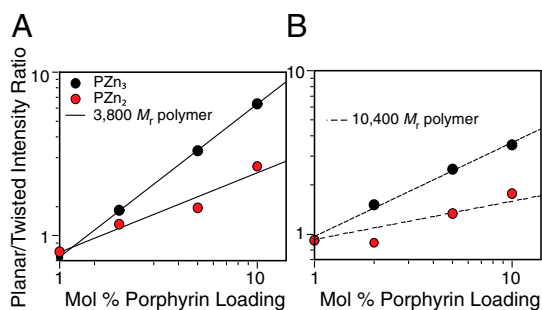 A
B
Planar/Twisted Intensity Ratio
10
1
PZn₃
PZn₂
3,800 Mᵣ polymer
1
10
Mol % Porphyrin Loading
10
1
10,400 Mᵣ polymer
1
10
Mol % Porphyrin Loading